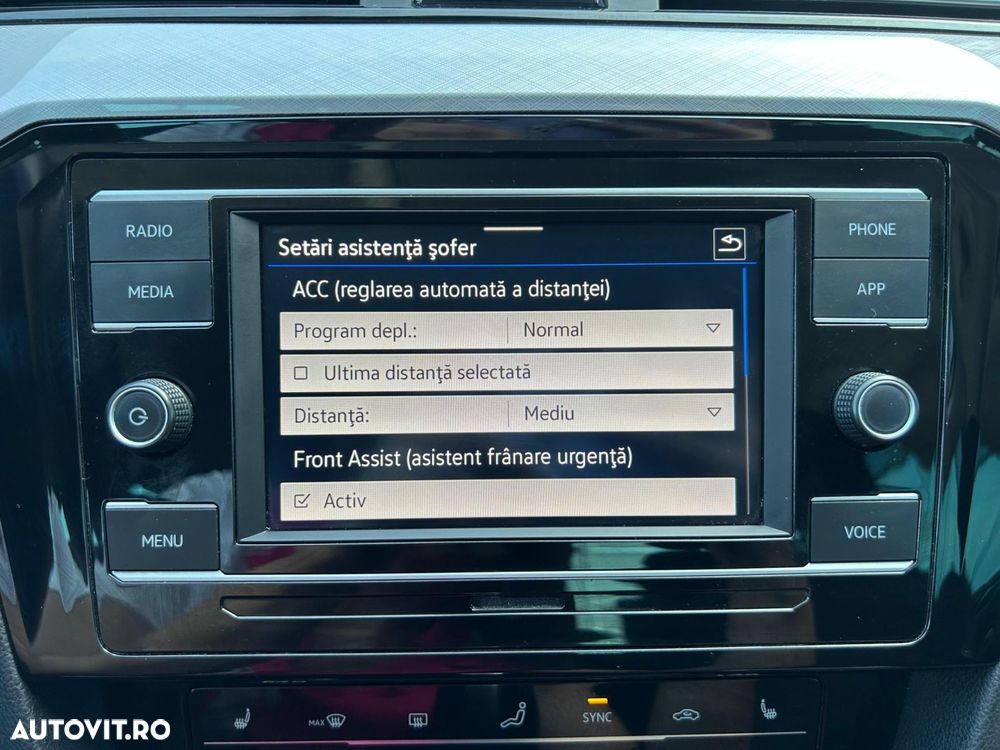 RADIO
MEDIA
MENU
Setări asistenţă şofer
ACC (reglarea automată a distanţei)
Program depl.: Normal
Ultima distanţă selectată
Distanţă: Mediu
Front Assist (asistent frânare urgenţă)
Activ
PHONE
APP
VOICE
MAX
SYNC
AUTOVIT.RO